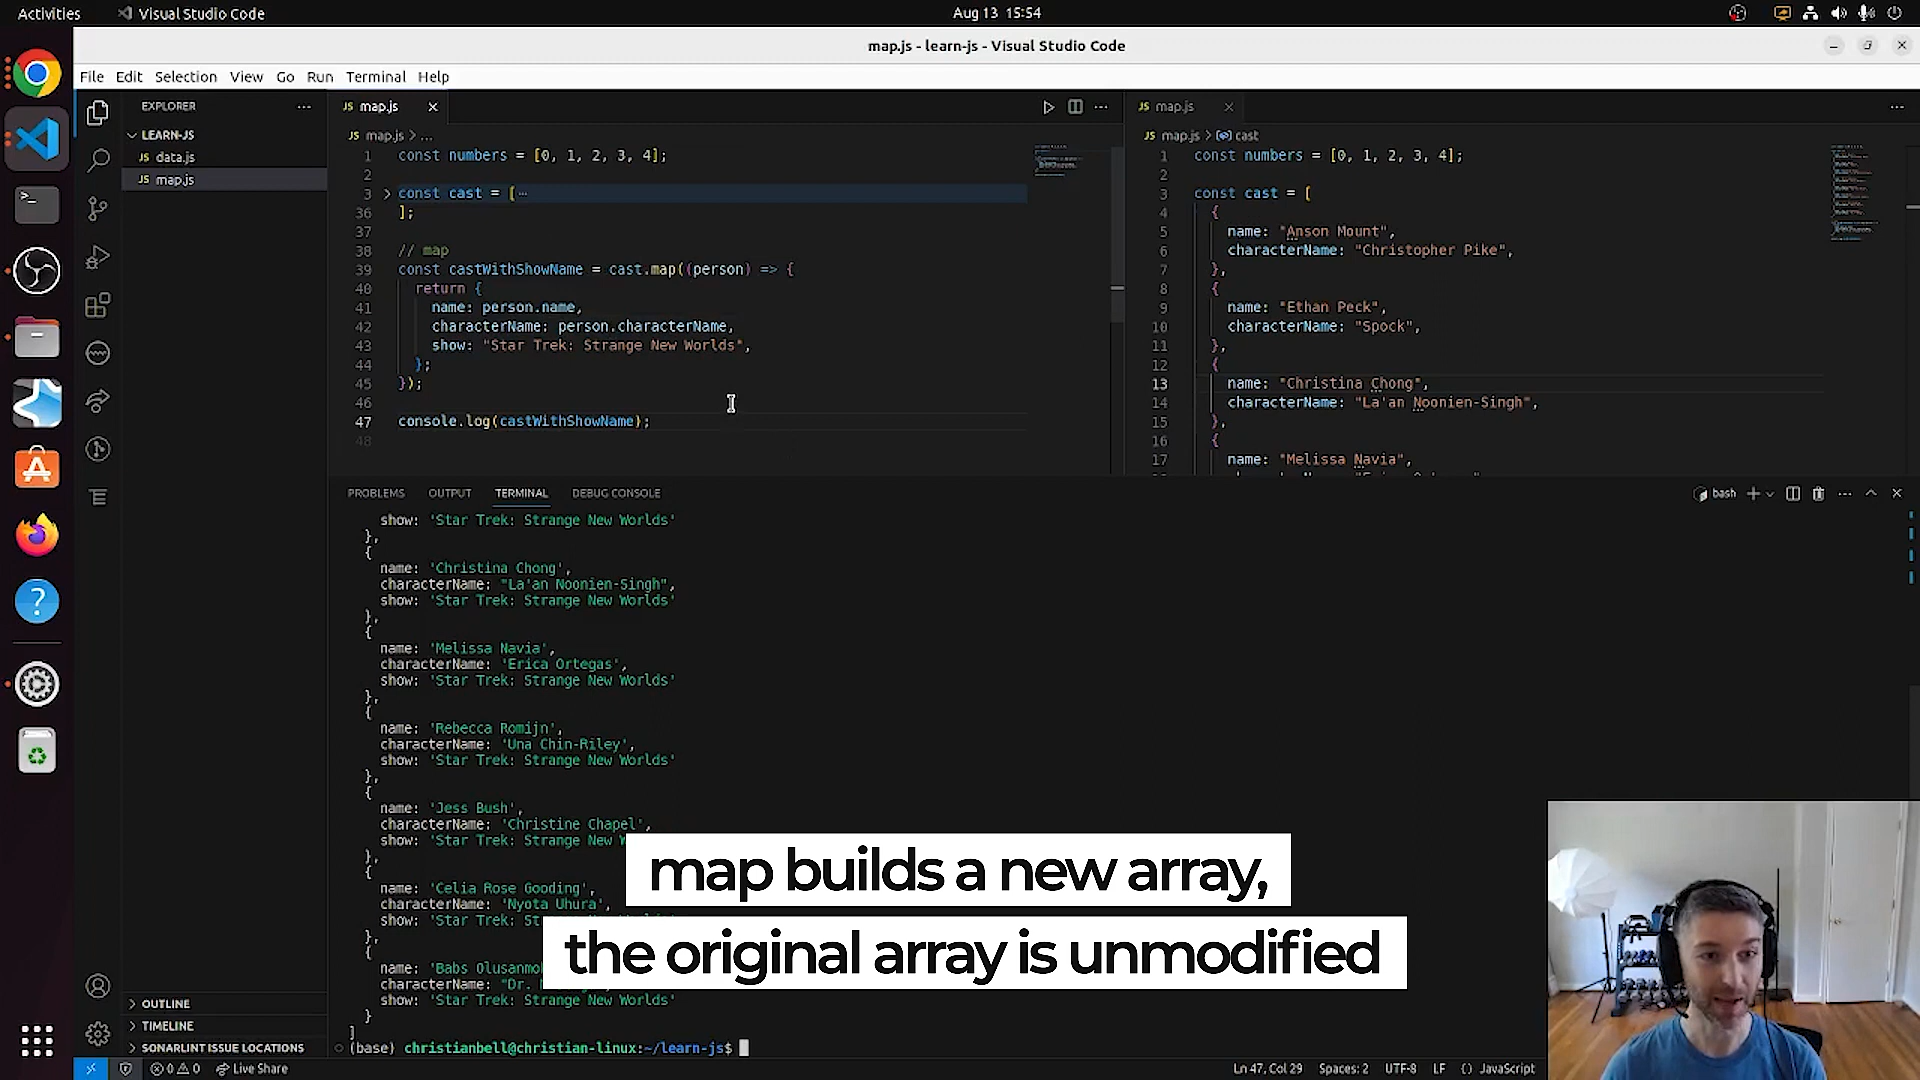 Activities
Visual Studio Code
Aug 13 15:54
map.js - learn-js - Visual Studio Code
File Edit Selection View Go Run Terminal Help
EXPLORER
LEARN-JS
JS data.js
JS map.js
OUTLINE
TIMELINE
SONARLINT ISSUE LOCATIONS
JS map.js
JS map.js > ...
1 const numbers = [0, 1, 2, 3, 4];
2
3 const cast = [...
36 ];
37
38 // map
39 const castWithShowName = cast.map((person) => {
40 return {
41 name: person.name,
42 characterName: person.characterName,
43 show: "Star Trek: Strange New Worlds",
44 };
45 });
46
47 console.log(castWithShowName);
48
JS map.js
JS map.js > cast
1 const numbers = [0, 1, 2, 3, 4];
2
3 const cast = [
4 {
5 name: "Anson Mount",
6 characterName: "Christopher Pike",
7 },
8 {
9 name: "Ethan Peck",
10 characterName: "Spock",
11 },
12 {
13 name: "Christina Chong",
14 characterName: "La'an Noonien-Singh",
15 },
16 {
17 name: "Melissa Navia",
PROBLEMS OUTPUT TERMINAL DEBUG CONSOLE
bash
show: 'Star Trek: Strange New Worlds'
},
{
name: 'Christina Chong',
characterName: "La'an Noonien-Singh",
show: 'Star Trek: Strange New Worlds'
},
{
name: 'Melissa Navia',
characterName: 'Erica Ortegas',
show: 'Star Trek: Strange New Worlds'
},
{
name: 'Rebecca Romijn',
characterName: 'Una Chin-Riley',
show: 'Star Trek: Strange New Worlds'
},
{
name: 'Jess Bush',
characterName: 'Christine Chapel',
show: 'Star Trek: Strange New W
},
{
name: 'Celia Rose Gooding',
characterName: 'Nyota Uhura',
show: 'Star Trek: St
},
{
name: 'Babs Olusanmo
characterName: "Dr.
show: 'Star Trek: Strange New Worlds'
}
]
(base) christianbell@christian-linux:~/learn-js$
map builds a new array,
the original array is unmodified
0 0 Live Share
Ln 47, Col 29 Spaces: 2 UTF-8 LF {} JavaScript